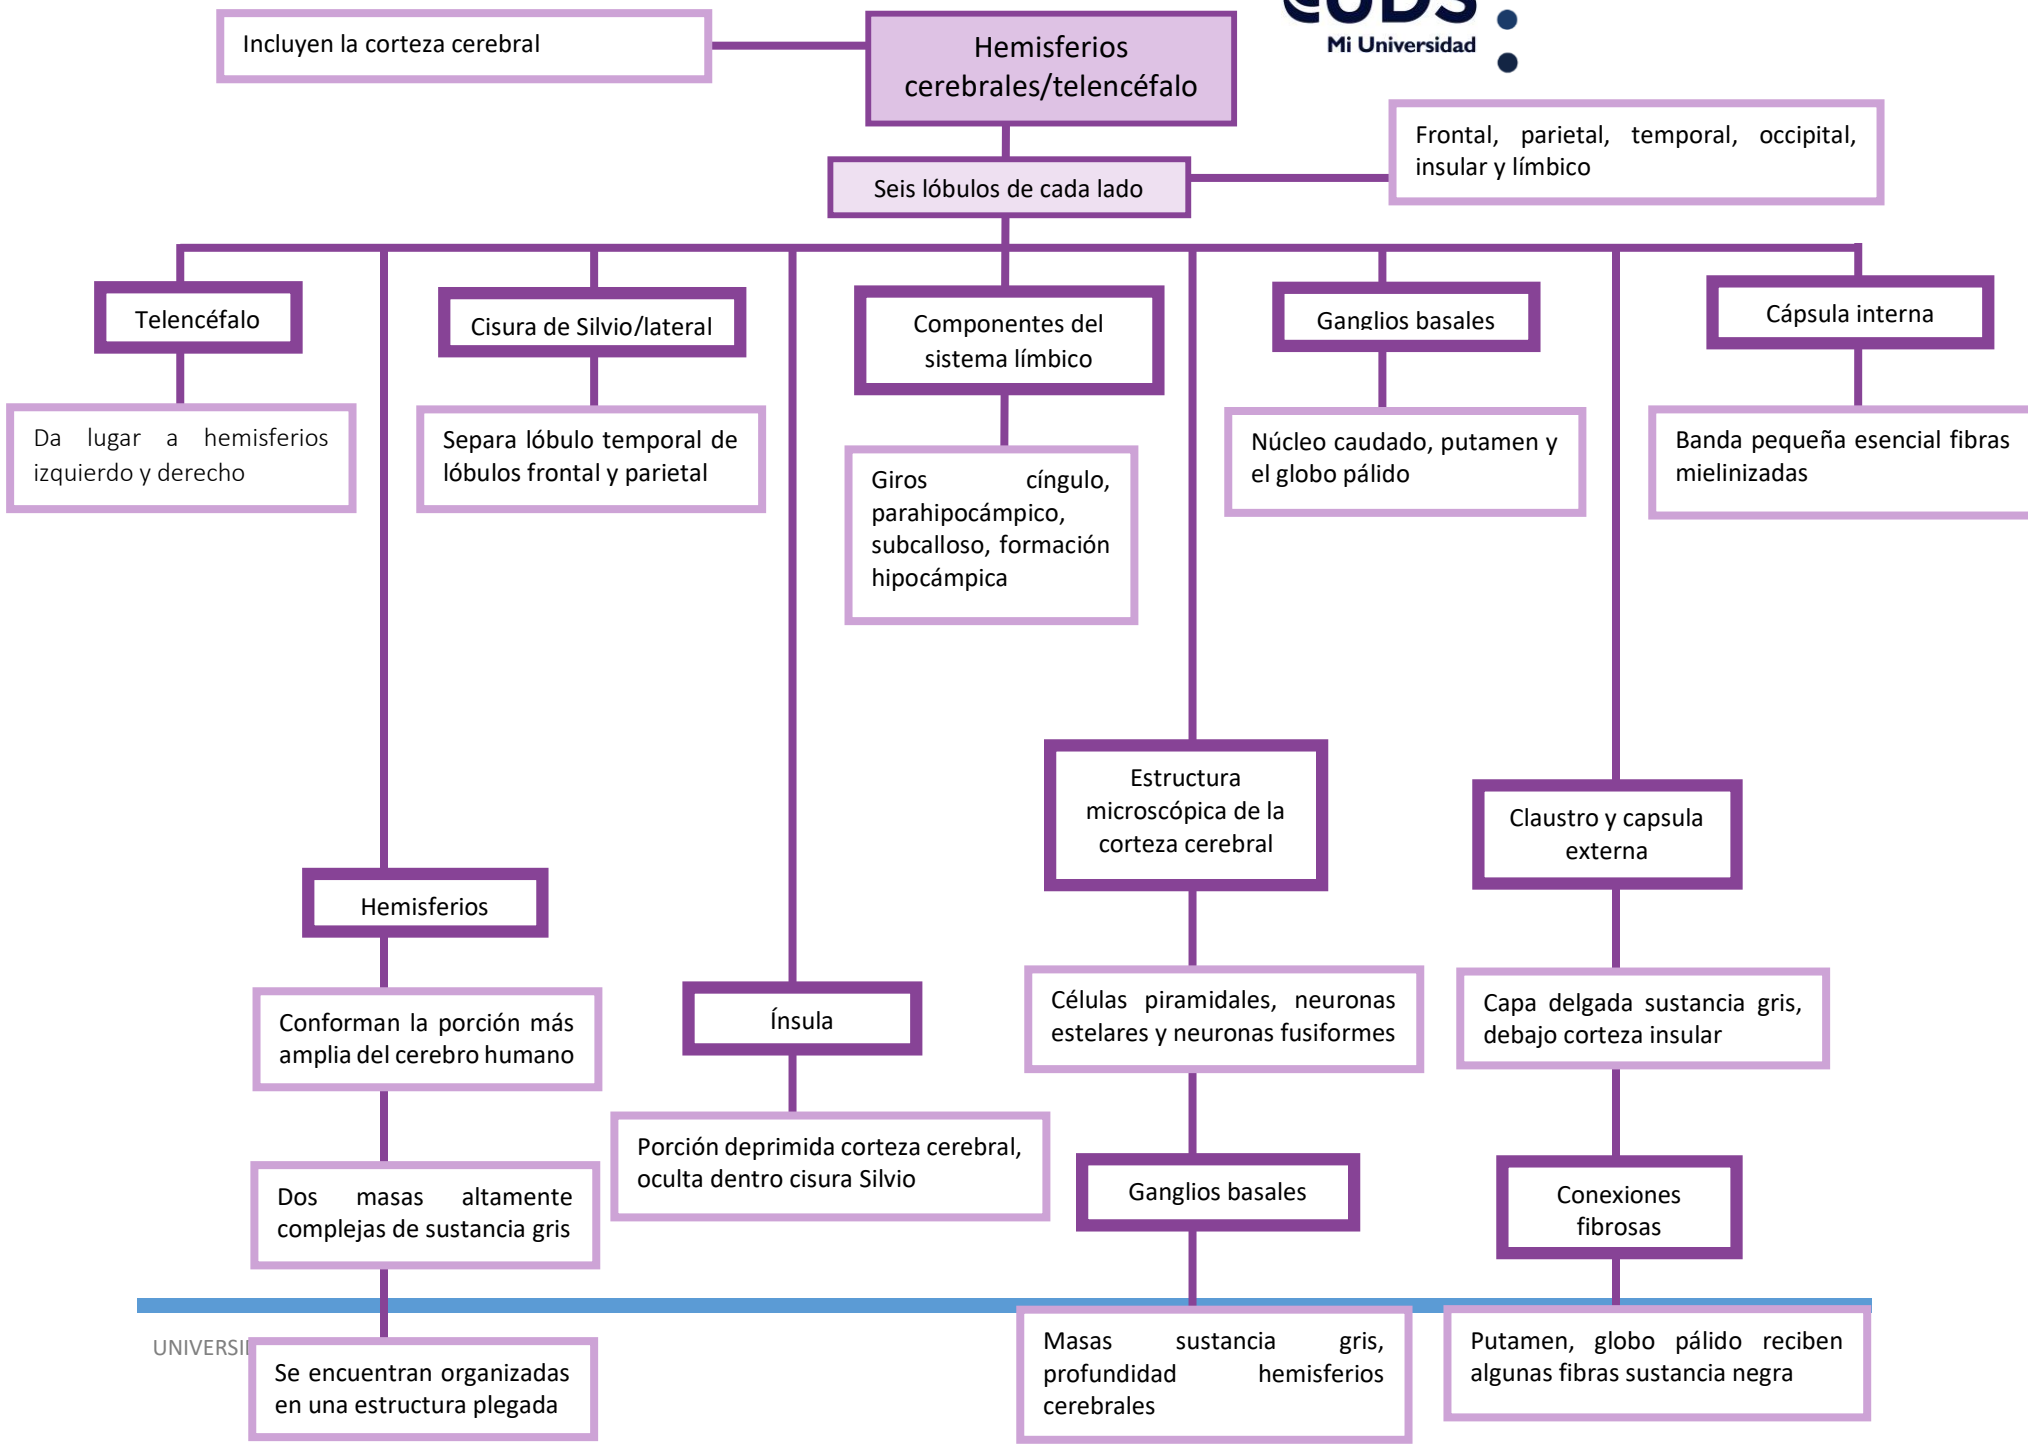 Incluyen la corteza cerebral
Hemisferios
cerebrales/telencéfalo
Mi Universidad
Frontal, parietal, temporal, occipital,
insular y límbico
Seis lóbulos de cada lado
Telencéfalo
Cisura de Silvio/lateral
Componentes del
sistema límbico
Ganglios basales
Cápsula interna
Da lugar a hemisferios
izquierdo y derecho
Separa lóbulo temporal de
lóbulos frontal y parietal
Giros cíngulo,
parahipocámpico,
subcalloso, formación
hipocámpica
Núcleo caudado, putamen y
el globo pálido
Banda pequeña esencial fibras
mielinizadas
Hemisferios
Ínsula
Estructura
microscópica de la
corteza cerebral
Claustro y capsula
externa
Conforman la porción más
amplia del cerebro humano
Porción deprimida corteza cerebral,
oculta dentro cisura Silvio
Células piramidales, neuronas
estelares y neuronas fusiformes
Capa delgada sustancia gris,
debajo corteza insular
Dos masas altamente
complejas de sustancia gris
Ganglios basales
Conexiones
fibrosas
Se encuentran organizadas
en una estructura plegada
Masas sustancia gris,
profundidad hemisferios
cerebrales
Putamen, globo pálido reciben
algunas fibras sustancia negra